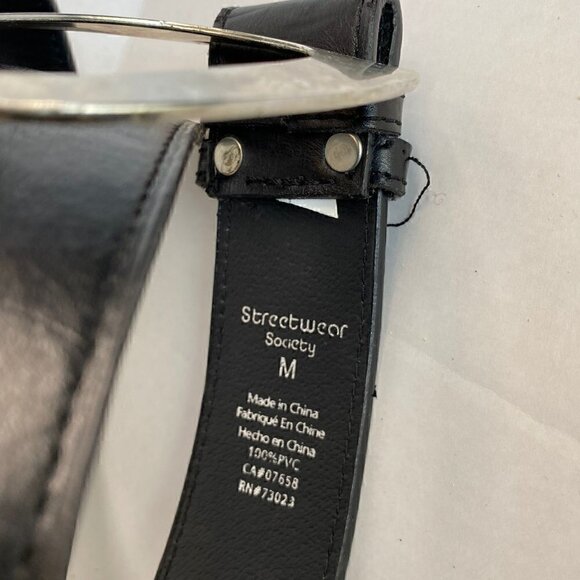 Streetwear
Society
M
Made in China
Fabriqué En Chine
Hecho en China
100%PVC
CA#07658
RN#73023